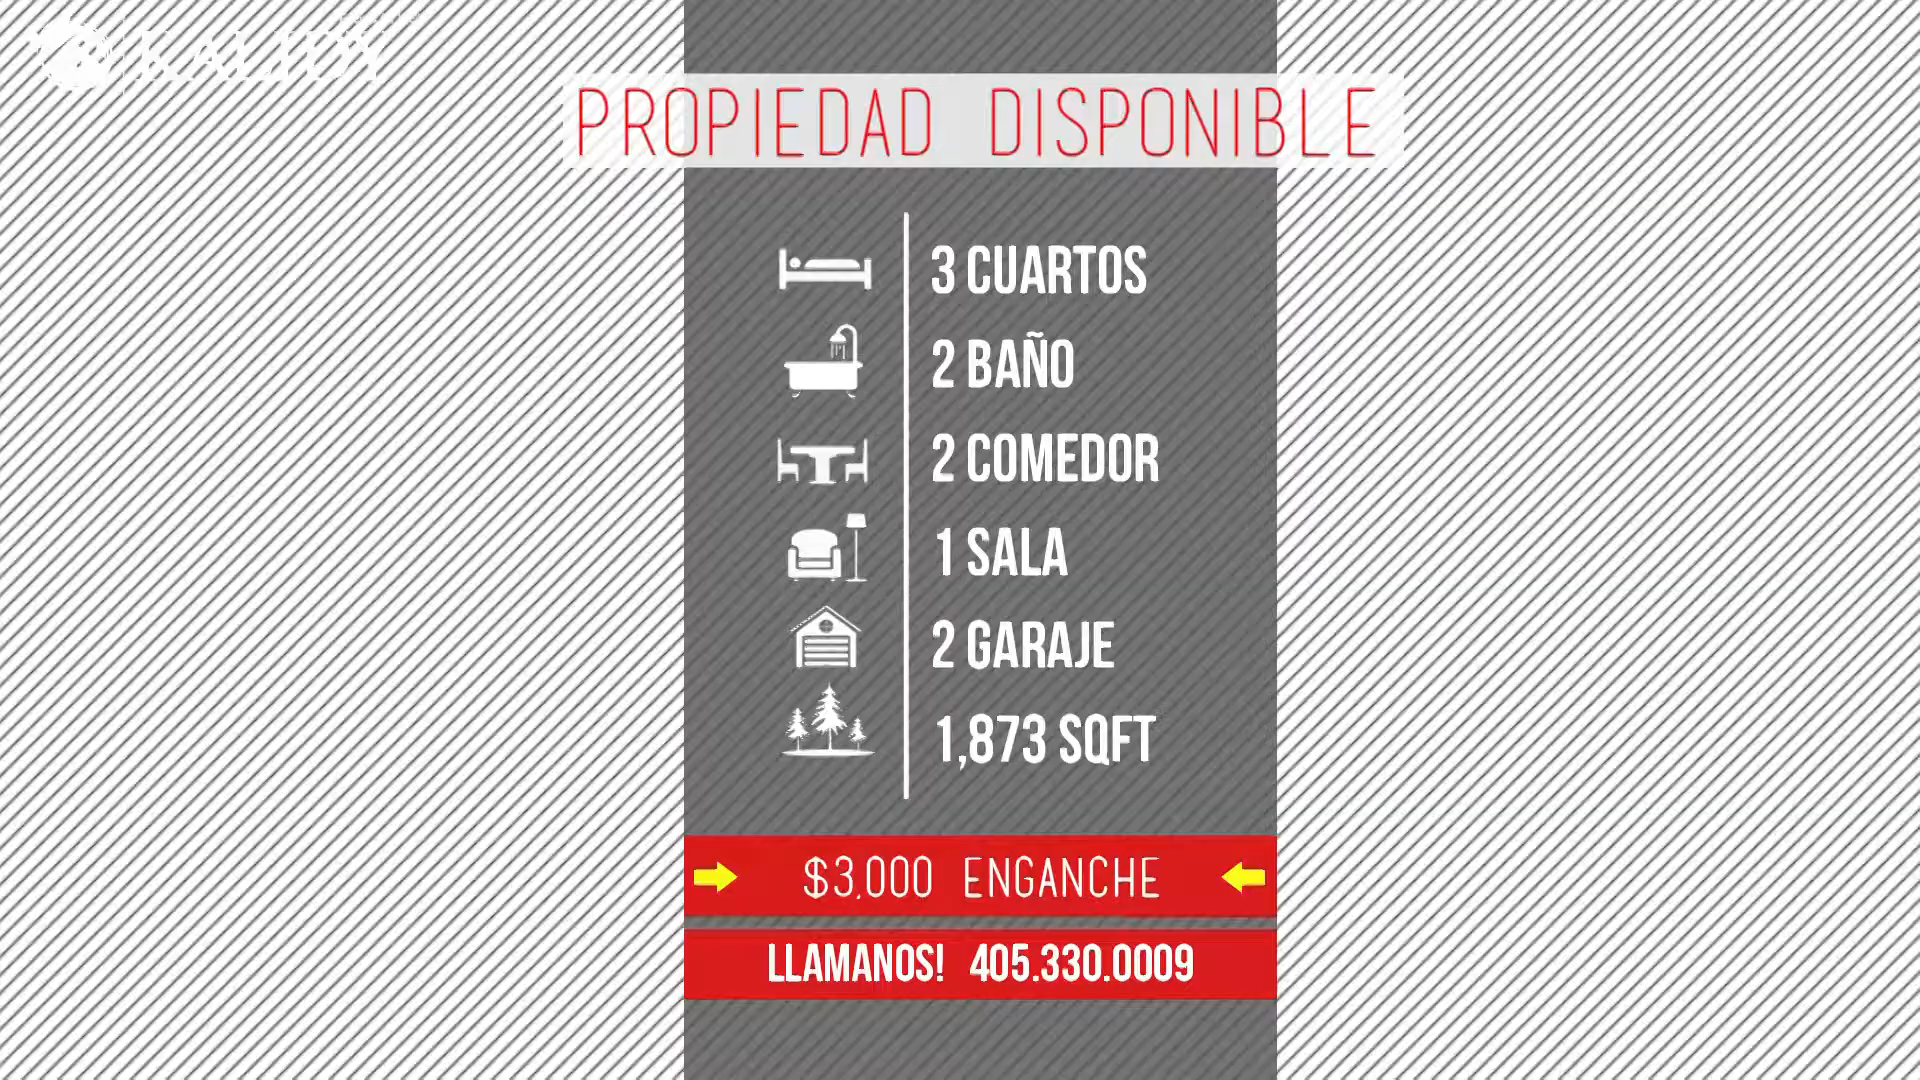 PROPIEDAD DISPONIBLE
3 CUARTOS
2 BAÑO
2 COMEDOR
1 SALA
2 GARAJE
1,873 SQFT
$3,000 ENGANCHE
LLAMANOS! 405.330.0009